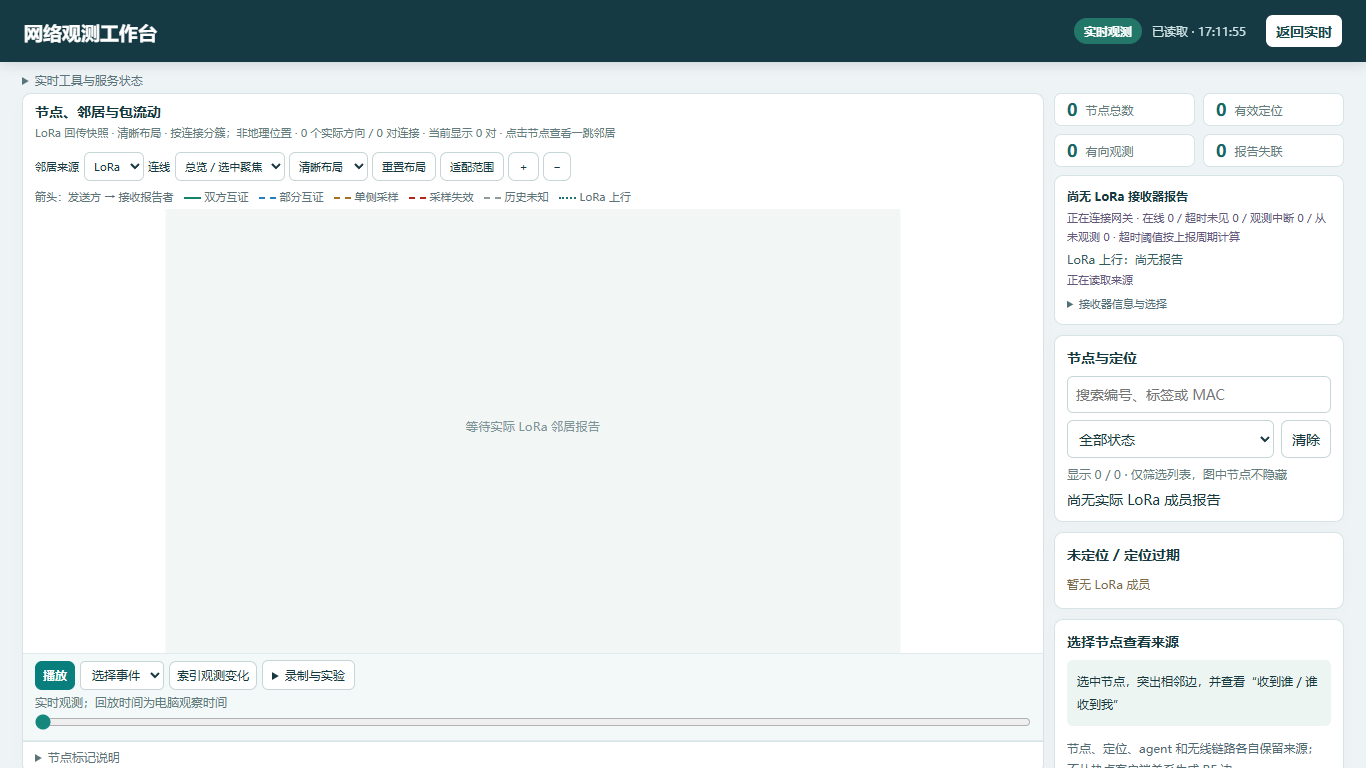 网络观测工作台
实时观测 已读取 · 17:11:55 返回实时
▶ 实时工具与服务状态
节点、邻居与包流动
LoRa 回传快照 · 清晰布局 · 按连接分簇；非地理位置 · 0 个实际方向 / 0 对连接 · 当前显示 0 对 · 点击节点查看一跳邻居
邻居来源 LoRa 连线 总览 / 选中聚焦 清晰布局 重置布局 适配范围 + −
箭头：发送方 → 接收报告者 双方互证 部分互证 单侧采样 采样失效 历史未知 LoRa 上行
等待实际 LoRa 邻居报告
播放 选择事件 索引观测变化 ▶ 录制与实验
实时观测；回放时间为电脑观察时间
▶ 节点标记说明
0 节点总数 0 有效定位
0 有向观测 0 报告失联
尚无 LoRa 接收器报告
正在连接网关 · 在线 0 / 超时未见 0 / 观测中断 0 / 从
未观测 0 · 超时阈值按上报周期计算
LoRa 上行：尚无报告
正在读取来源
▶ 接收器信息与选择
节点与定位
搜索编号、标签或 MAC
全部状态 清除
显示 0 / 0 · 仅筛选列表，图中节点不隐藏
尚无实际 LoRa 成员报告
未定位 / 定位过期
暂无 LoRa 成员
选择节点查看来源
选中节点，突出相邻边，并查看“收到谁 / 谁
收到我”
节点、定位、agent 和无线链路各自保留来源；